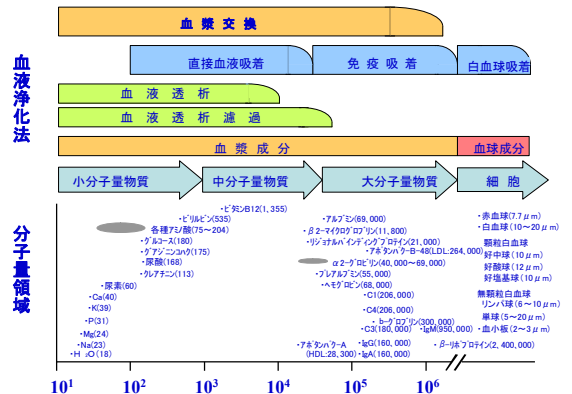 血漿交換
直接血液吸着
免疫吸着
白血球吸着
血液透析
血液透析濾過
血漿成分
血球成分
小分子量物質
中分子量物質
大分子量物質
細胞
血液浄化法
分子量領域
・ビタミンB12(1,355)
・ビリルビン(535)
各種アミノ酸(75~204)
・グルコース(180)
・グアジニンコハク(175)
・尿酸(168)
・クレアチニン(113)
・尿素(60)
・Ca(40)
・K(39)
・P(31)
・Mg(24)
・Na(23)
・H2O(18)
・アルブミン(69,000)
・β2-マイクログロブリン(11,800)
・リジョナルバインディングプロテイン(21,000)
・アポタンパク-B-48(LDL:264,000)
α2-グロビリン(40,000~69,000)
・プレアルブミン(55,000)
・ヘモグロビン(68,000)
・C1(206,000)
・C4(206,000)
・b-グロブリン(300,000)
・C3(180,000)
・IgM(950,000)
・アポタンパク-A
(HDL:28,300)
・IgG(160,000)
・IgA(160,000)
・β-リポプロテイン(2,400,000)
・赤血球(7.7μm)
・白血球(10~20μm)
顆粒白血球
好中球(10μm)
好酸球(12μm)
好塩基球(10μm)
無顆粒白血球
リンパ球(6~10μm)
単球(5~20μm)
・血小板(2~3μm)
10¹
10²
10³
10⁴
10⁵
10⁶